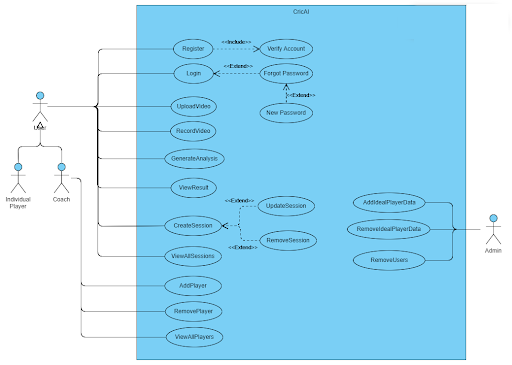 CricAI
Register
<<Include>>
Verify Account
Login
<<Extend>>
Forgot Password
<<Extend>>
New Password
User
UploadVideo
RecordVideo
GenerateAnalysis
ViewResult
Individual
Player
Coach
<<Extend>>
UpdateSession
CreateSession
<<Extend>>
RemoveSession
ViewAllSessions
AddPlayer
RemovePlayer
ViewAllPlayers
AddIdealPlayerData
RemoveIdealPlayerData
RemoveUsers
Admin